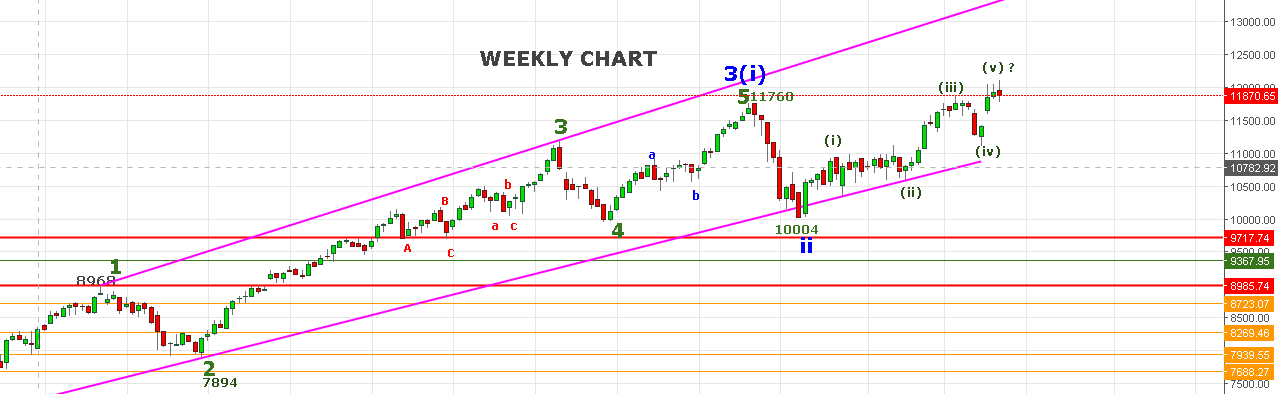 WEEKLY CHART
3(i)
5 11760
3
1
8968
2
7894
A
B
C
a
b
c
4
a
b
10004
ii
(i)
(ii)
(iii)
(iv)
(v) ?
13000.00
12500.00
11870.65
11500.00
11000.00
10782.92
10500.00
10000.00
9717.74
9367.95
8985.74
8723.07
8500.00
8269.46
7939.55
7688.27
7500.00